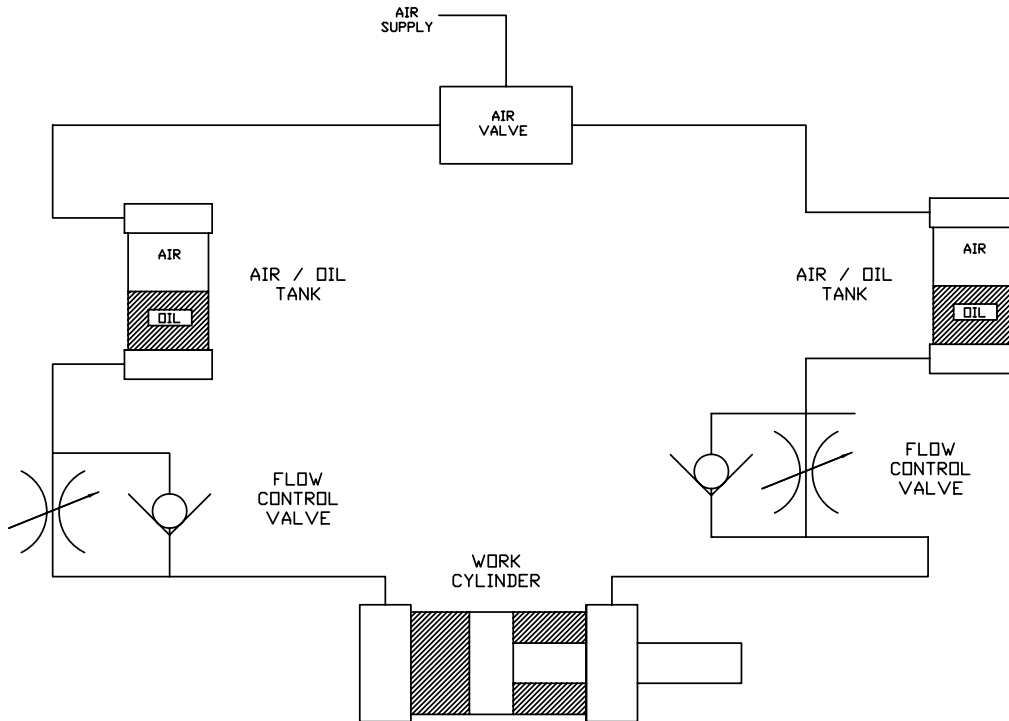 AIR
SUPPLY
AIR
VALVE
AIR
OIL
AIR / OIL
TANK
AIR / OIL
TANK
AIR
OIL
FLOW
CONTROL
VALVE
FLOW
CONTROL
VALVE
WORK
CYLINDER